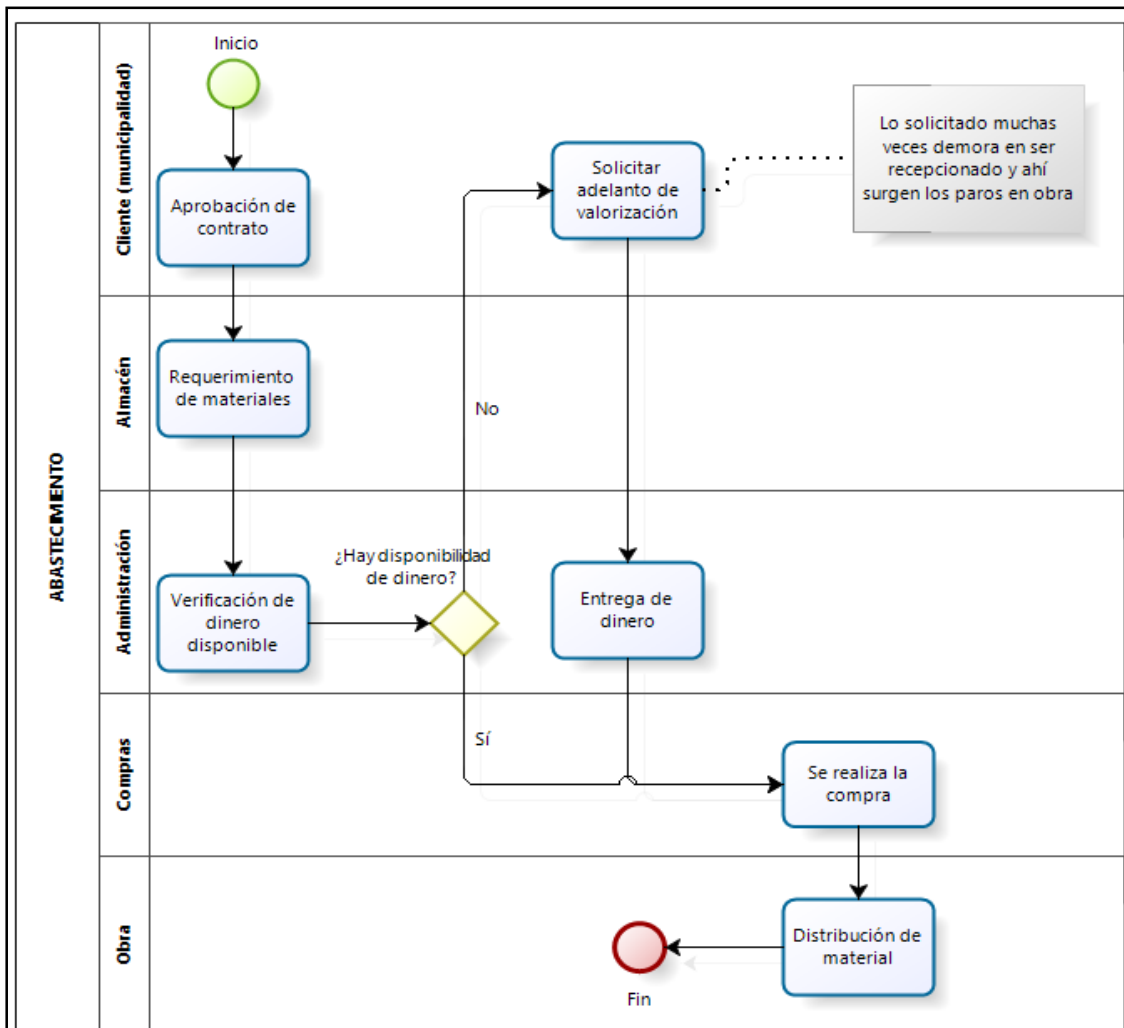 ABASTECIMIENTO
Cliente (municipalidad)
Inicio
Aprobación de
contrato
Solicitar
adelanto de
valorización
Lo solicitado muchas
veces demora en ser
recepcionado y ahí
surgen los paros en obra
Almacén
Requerimiento
de materiales
No
Administración
Verificación de
dinero
disponible
¿Hay disponibilidad
de dinero?
Entrega de
dinero
Compras
Sí
Se realiza la
compra
Obra
Distribución de
material
Fin